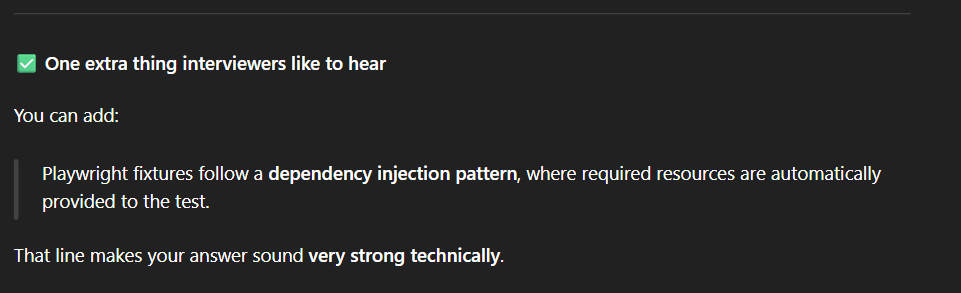 ✅ One extra thing interviewers like to hear
You can add:
Playwright fixtures follow a dependency injection pattern, where required resources are automatically
provided to the test.
That line makes your answer sound very strong technically.